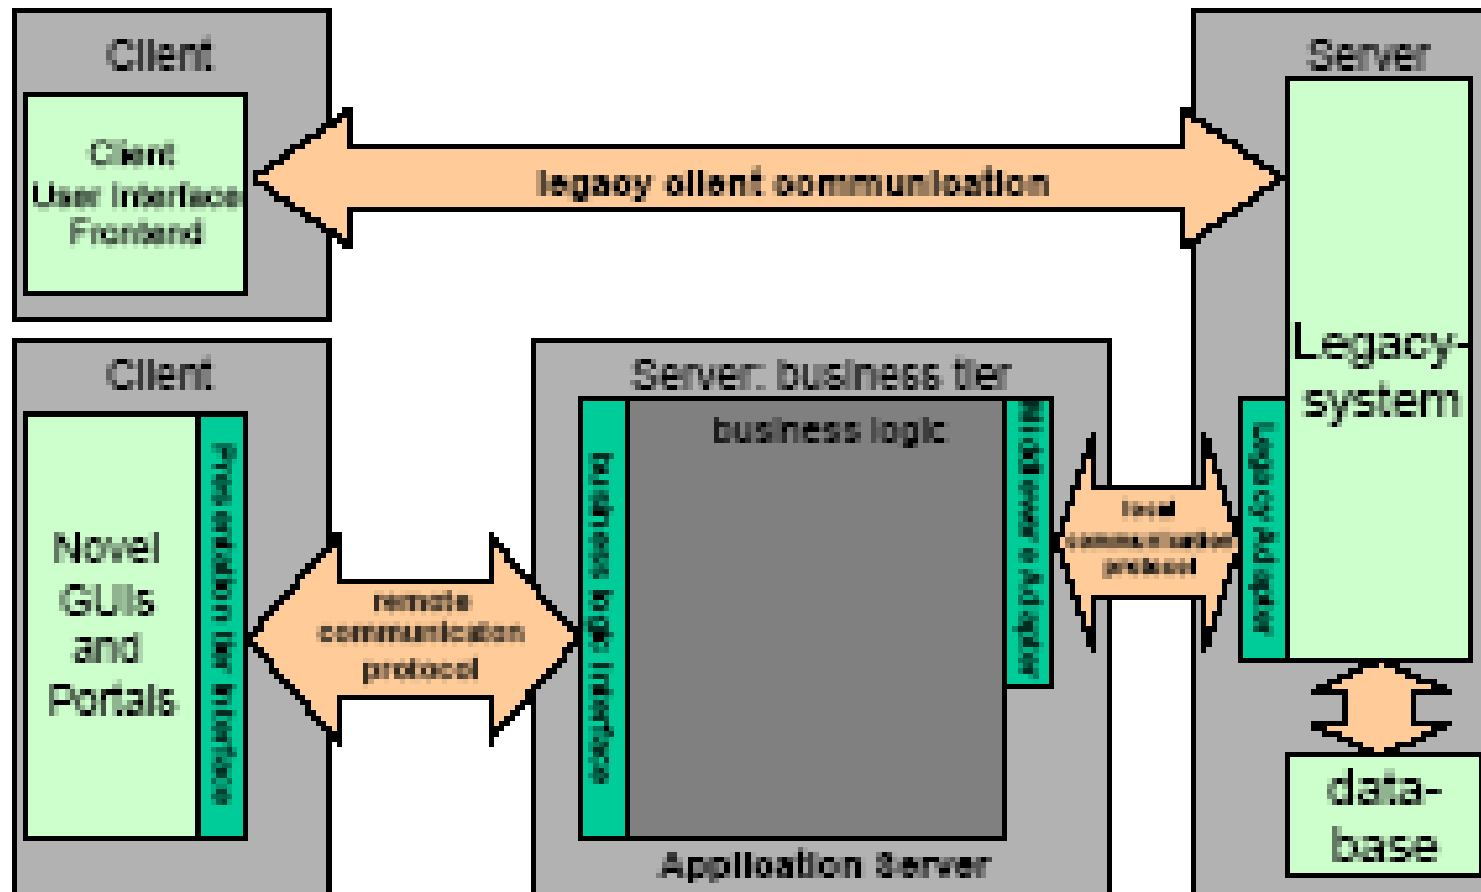 Client
Client
User Interface
Frontend
legacy client communication
Server
Legacy-
system
Client
Novel
GUIs
and
Portals
Presentation tier Interface
remote
communication
protocol
Server: business tier
business logic
business logic Interface
Middleware Adapter
Application Server
local
communication
protocol
Legacy Adapter
data-
base